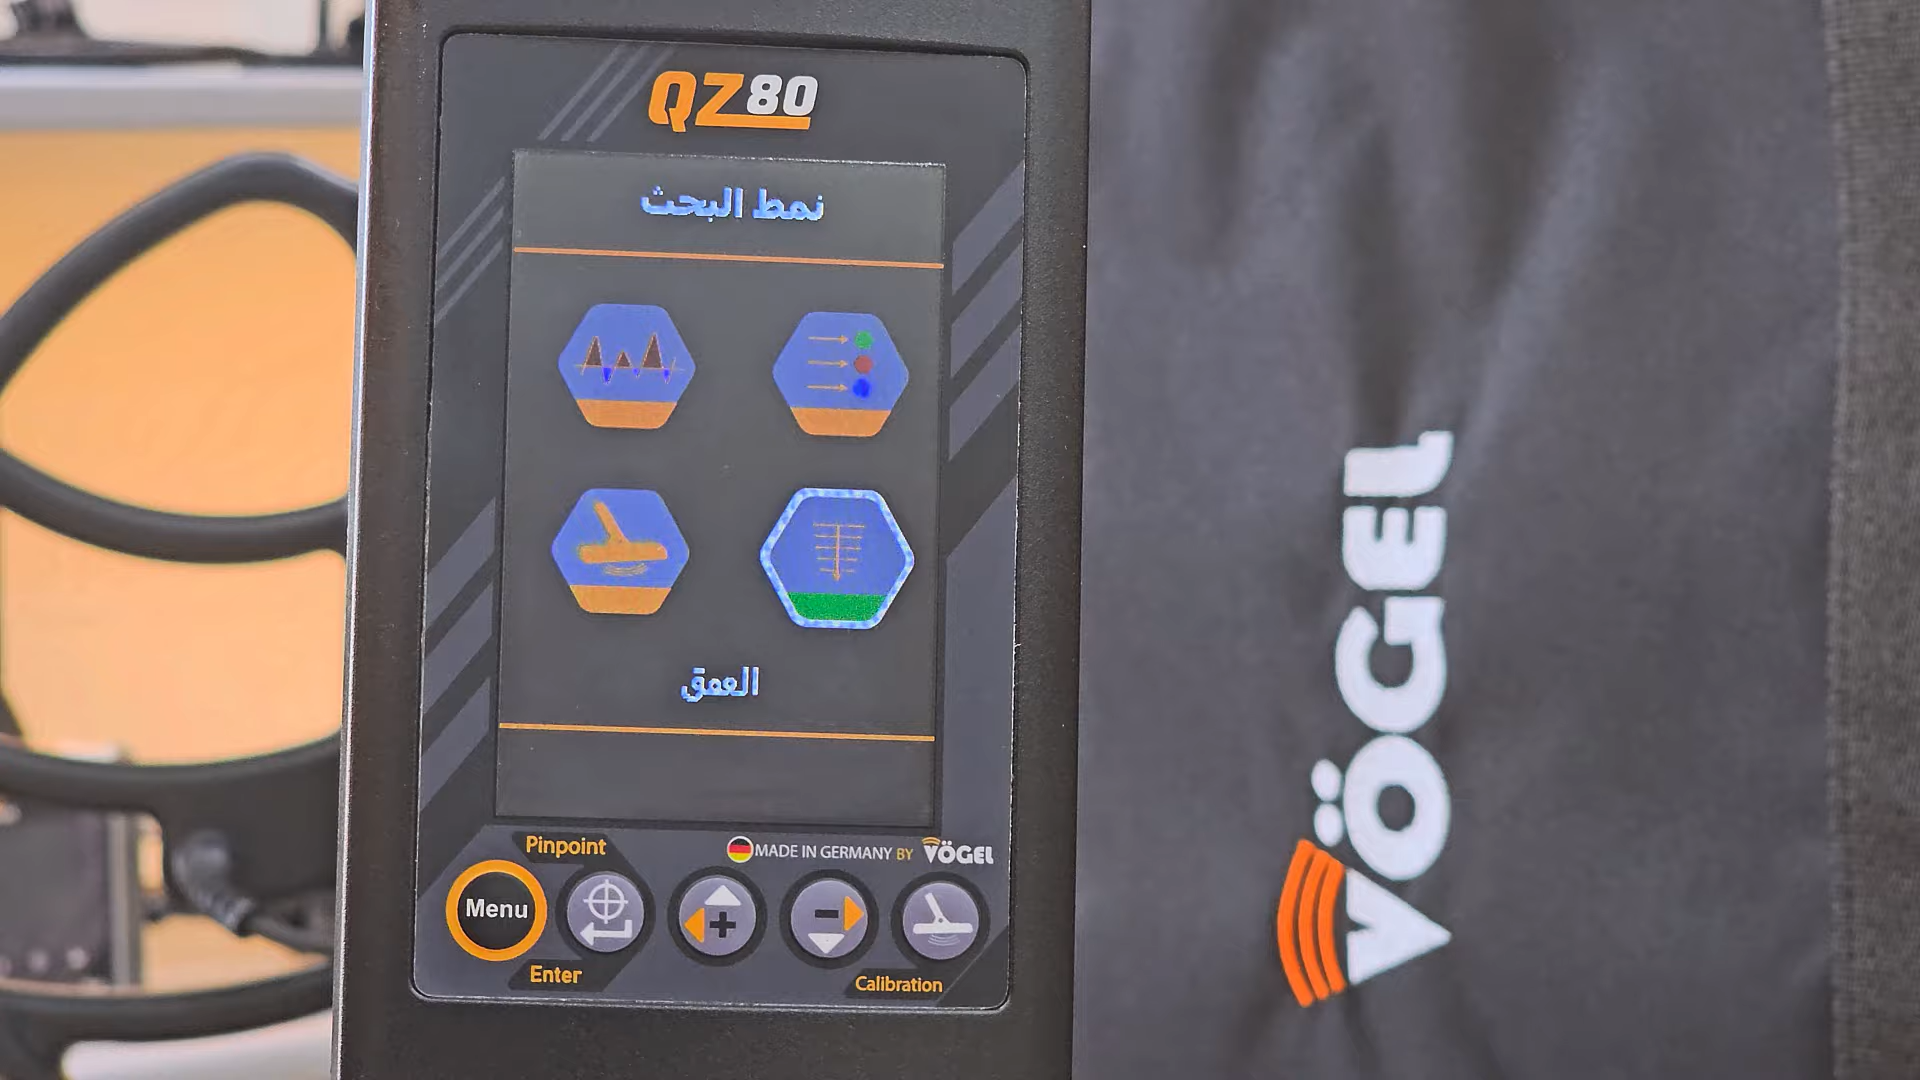 QZ80
نمط البحث
العمق
Pinpoint
MADE IN GERMANY BY VÖGEL
Menu
Enter
Calibration
VÖGEL